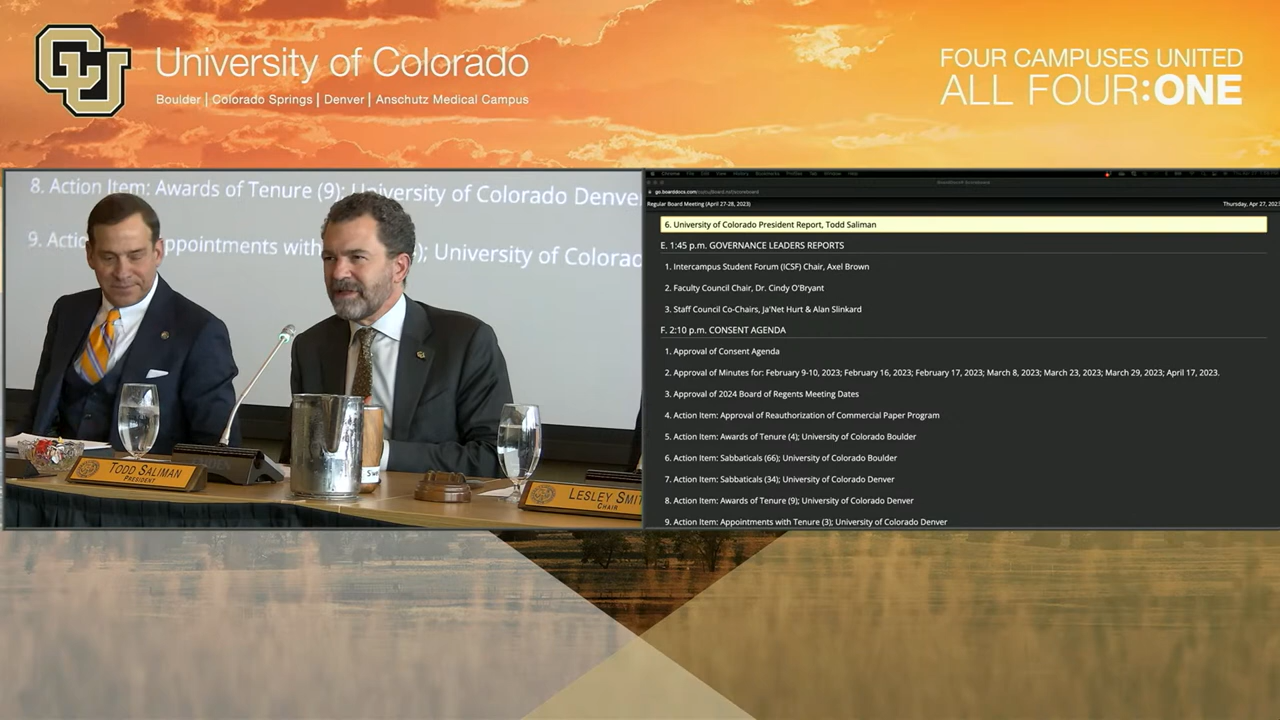 CU
University of Colorado
Boulder | Colorado Springs | Denver | Anschutz Medical Campus
FOUR CAMPUSES UNITED
ALL FOUR:ONE
8. Action Item: Awards of Tenure (9); University of Colorado Denve
9. Actio ppointments with ); University of Colorado
TODD SALIMAN
PRESIDENT
LESLEY SMIT
CHAIR
Regular Board Meeting (April 27-28, 2023)
Thursday, Apr 27, 2023
6. University of Colorado President Report, Todd Saliman
E. 1:45 p.m. GOVERNANCE LEADERS REPORTS
1. Intercampus Student Forum (ICSF) Chair, Axel Brown
2. Faculty Council Chair, Dr. Cindy O'Bryant
3. Staff Council Co-Chairs, Ja'Net Hurt & Alan Slinkard
F. 2:10 p.m. CONSENT AGENDA
1. Approval of Consent Agenda
2. Approval of Minutes for: February 9-10, 2023; February 16, 2023; February 17, 2023; March 8, 2023; March 23, 2023; March 29, 2023; April 17, 2023.
3. Approval of 2024 Board of Regents Meeting Dates
4. Action Item: Approval of Reauthorization of Commercial Paper Program
5. Action Item: Awards of Tenure (4); University of Colorado Boulder
6. Action Item: Sabbaticals (66); University of Colorado Boulder
7. Action Item: Sabbaticals (34); University of Colorado Denver
8. Action Item: Awards of Tenure (9); University of Colorado Denver
9. Action Item: Appointments with Tenure (3); University of Colorado Denver